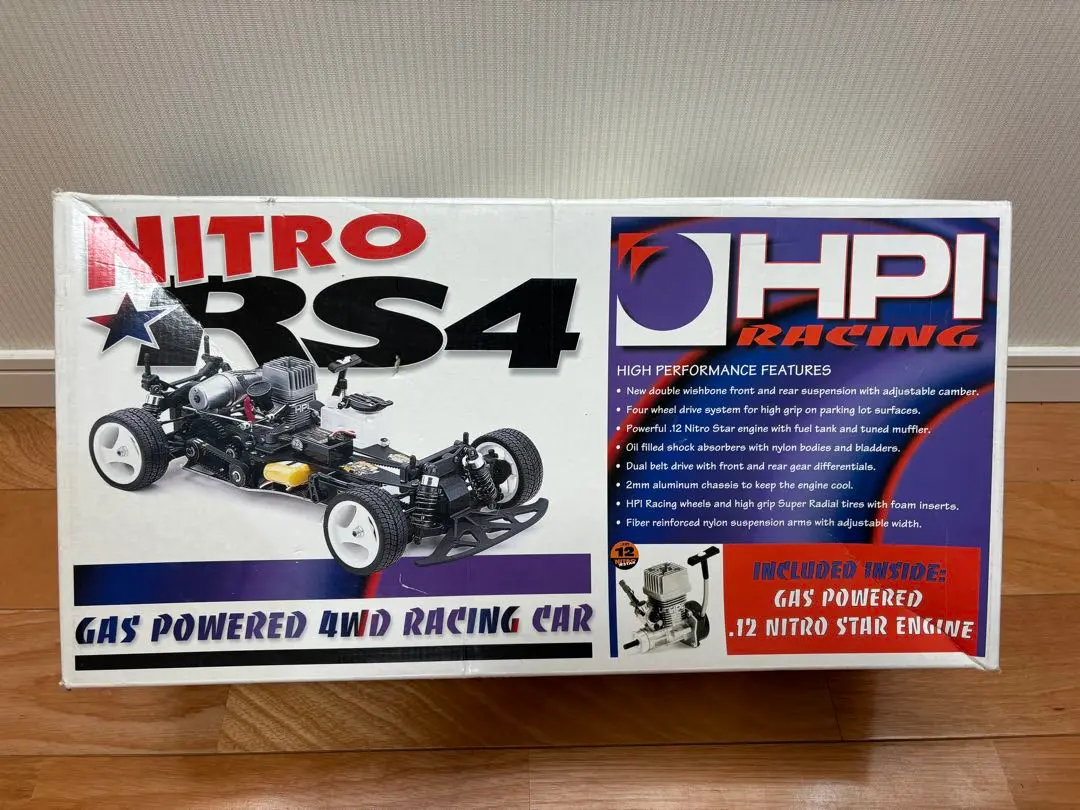 NITRO
RS4
GAS POWERED 4WD RACING CAR
HPI
RACING
HIGH PERFORMANCE FEATURES
• New double wishbone front and rear suspension with adjustable camber.
• Four wheel drive system for high grip on parking lot surfaces.
• Powerful .12 Nitro Star engine with fuel tank and tuned muffler.
• Oil filled shock absorbers with nylon bodies and bladders.
• Dual belt drive with front and rear gear differentials.
• 2mm aluminum chassis to keep the engine cool.
• HPI Racing wheels and high grip Super Radial tires with foam inserts.
• Fiber reinforced nylon suspension arms with adjustable width.
12
NITRO
STAR
INCLUDED INSIDE:
GAS POWERED
.12 NITRO STAR ENGINE